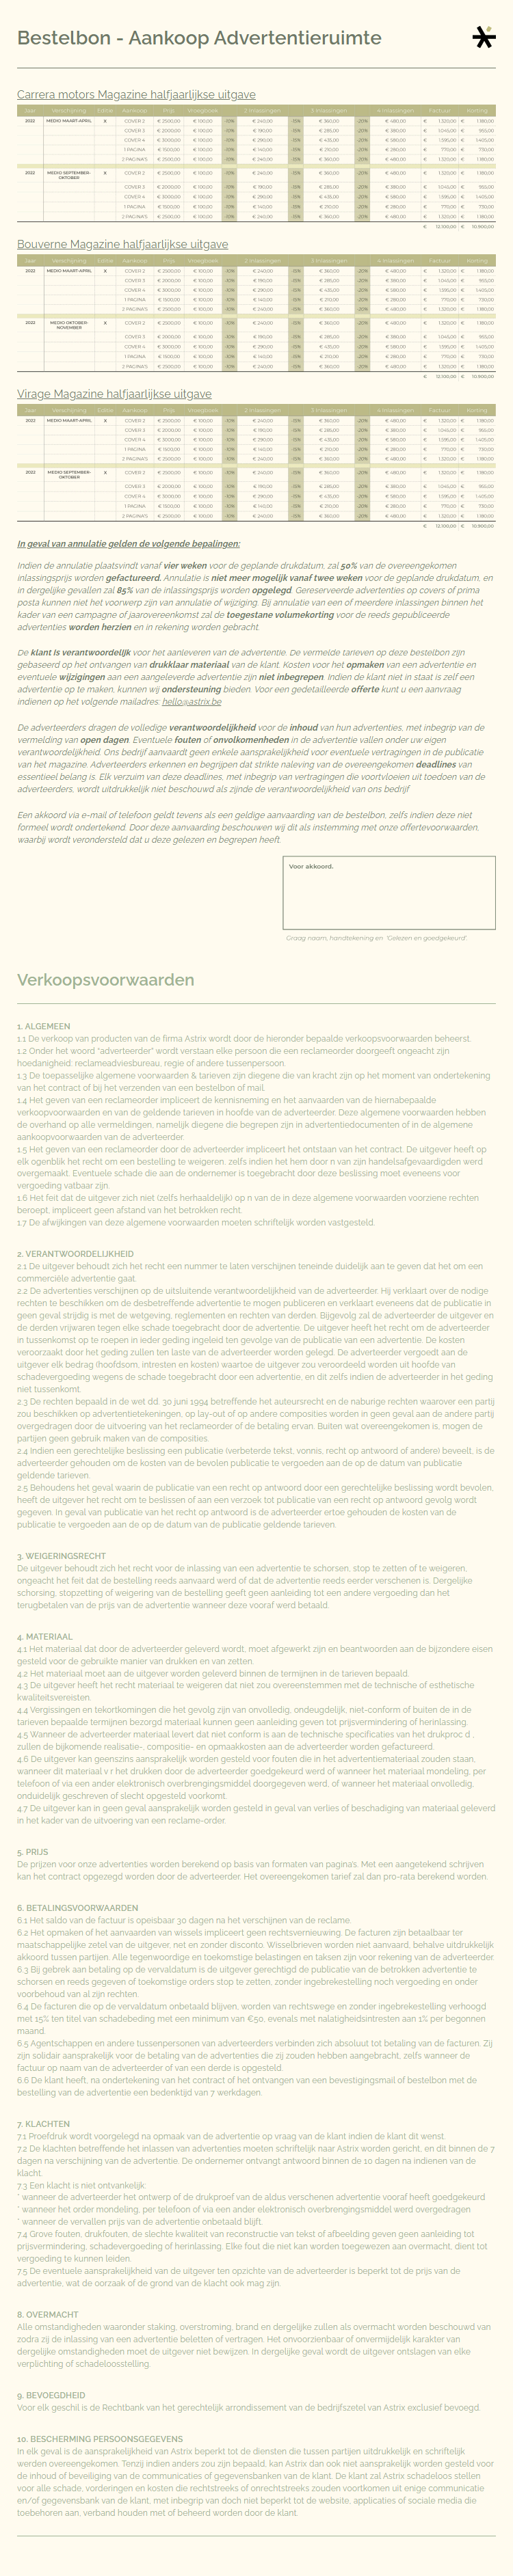 Bestelbon - Aankoop Advertentieruimte
Carrera motors Magazine halfjaarlijkse uitgave
Jaar Verschijning Editie Aankoop Prijs Vroegboek 2 Inlassingen 3 Inlassingen 4 Inlassingen Factuur Korting
2022 MEDIO MAART-APRIL X COVER 2 € 2500,00 € 100,00 -10% € 240,00 -15% € 360,00 -20% € 480,00 € 1.320,00 € 1.180,00
Bouverne Magazine halfjaarlijkse uitgave
Virage Magazine halfjaarlijkse uitgave
In geval van annulatie gelden de volgende bepalingen:
Indien de annulatie plaatsvindt vanaf vier weken voor de geplande drukdatum, zal 50% van de overeengekomen
inlassingsprijs worden gefactureerd. Annulatie is niet meer mogelijk vanaf twee weken voor de geplande drukdatum, en
in dergelijke gevallen zal 85% van de inlassingsprijs worden opgelegd. Gereserveerde advertenties op covers of prima
posta kunnen niet het voorwerp zijn van annulatie of wijziging. Bij annulatie van een of meerdere inlassingen binnen het
kader van een campagne of jaarovereenkomst zal de toegestane volumekorting voor de reeds gepubliceerde
advertenties worden herzien en in rekening worden gebracht.
De klant is verantwoordelijk voor het aanleveren van de advertentie. De vermelde tarieven op deze bestelbon zijn
gebaseerd op het ontvangen van drukklaar materiaal van de klant. Kosten voor het opmaken van een advertentie en
eventuele wijzigingen aan een aangeleverde advertentie zijn niet inbegrepen. Indien de klant niet in staat is zelf een
advertentie op te maken, kunnen wij ondersteuning bieden. Voor een gedetailleerde offerte kunt u een aanvraag
indienen op het volgende mailadres: hello@astrix.be
De adverteerders dragen de volledige verantwoordelijkheid voor de inhoud van hun advertenties, met inbegrip van de
vermelding van open dagen. Eventuele fouten of onvolkomenheden in de advertentie vallen onder uw eigen
verantwoordelijkheid. Ons bedrijf aanvaardt geen enkele aansprakelijkheid voor eventuele vertragingen in de publicatie
van het magazine. Adverteerders erkennen en begrijpen dat strikte naleving van de overeengekomen deadlines van
essentieel belang is. Elk verzuim van deze deadlines, met inbegrip van vertragingen die voortvloeien uit toedoen van de
adverteerders, wordt uitdrukkelijk niet beschouwd als zijnde de verantwoordelijkheid van ons bedrijf
Een akkoord via e-mail of telefoon geldt tevens als een geldige aanvaarding van de bestelbon, zelfs indien deze niet
formeel wordt ondertekend. Door deze aanvaarding beschouwen wij dit als instemming met onze offertevoorwaarden,
waarbij wordt verondersteld dat u deze gelezen en begrepen heeft.
Voor akkoord.
Graag naam, handtekening en 'Gelezen en goedgekeurd'.
Verkoopsvoorwaarden
1. ALGEMEEN
1.1 De verkoop van producten van de firma Astrix wordt door de hieronder bepaalde verkoopsvoorwaarden beheerst.
1.2 Onder het woord "adverteerder" wordt verstaan elke persoon die een reclameorder doorgeeft ongeacht zijn
hoedanigheid: reclameadviesbureau, regie of andere tussenpersoon.
1.3 De toepasselijke algemene voorwaarden & tarieven zijn diegene die van kracht zijn op het moment van ondertekening
van het contract of bij het verzenden van een bestelbon of mail.
1.4 Het geven van een reclameorder impliceert de kennisneming en het aanvaarden van de hiernabepaalde
verkoopvoorwaarden en van de geldende tarieven in hoofde van de adverteerder. Deze algemene voorwaarden hebben
de overhand op alle vermeldingen, namelijk diegene die begrepen zijn in advertentiedocumenten of in de algemene
aankoopvoorwaarden van de adverteerder.
1.5 Het geven van een reclameorder door de adverteerder impliceert het ontstaan van het contract. De uitgever heeft op
elk ogenblik het recht om een bestelling te weigeren, zelfs indien het hem door n van zijn handelsafgevaardigden werd
overgemaakt. Eventuele schade die aan de ondernemer is toegebracht door deze beslissing moet eveneens voor
vergoeding vatbaar zijn.
1.6 Het feit dat de uitgever zich niet (zelfs herhaaldelijk) op n van de in deze algemene voorwaarden voorziene rechten
beroept, impliceert geen afstand van het betrokken recht.
1.7 De afwijkingen van deze algemene voorwaarden moeten schriftelijk worden vastgesteld.
2. VERANTWOORDELIJKHEID
2.1 De uitgever behoudt zich het recht een nummer te laten verschijnen teneinde duidelijk aan te geven dat het om een
commerciële advertentie gaat.
2.2 De advertenties verschijnen op de uitsluitende verantwoordelijkheid van de adverteerder. Hij verklaart over de nodige
rechten te beschikken om de desbetreffende advertentie te mogen publiceren en verklaart eveneens dat de publicatie in
geen geval strijdig is met de wetgeving, reglementen en rechten van derden. Bijgevolg zal de adverteerder de uitgever en
de derden vrijwaren tegen elke schade toegebracht door de advertentie. De uitgever heeft het recht om de adverteerder
in tussenkomst op te roepen in ieder geding ingeleid ten gevolge van de publicatie van een advertentie. De kosten
veroorzaakt door het geding zullen ten laste van de adverteerder worden gelegd. De adverteerder vergoedt aan de
uitgever elk bedrag (hoofdsom, intresten en kosten) waartoe de uitgever zou veroordeeld worden uit hoofde van
schadevergoeding wegens de schade toegebracht door een advertentie, en dit zelfs indien de adverteerder in het geding
niet tussenkomt.
2.3 De rechten bepaald in de wet dd. 30 juni 1994 betreffende het auteursrecht en de naburige rechten waarover een partij
zou beschikken op advertentietekeningen, op lay-out of op andere composities worden in geen geval aan de andere partij
overgedragen door de uitvoering van het reclameorder of de betaling ervan. Buiten wat overeengekomen is, mogen de
partijen geen gebruik maken van de composities.
2.4 Indien een gerechtelijke beslissing een publicatie (verbeterde tekst, vonnis, recht op antwoord of andere) beveelt, is de
adverteerder gehouden om de kosten van de bevolen publicatie te vergoeden aan de op de datum van publicatie
geldende tarieven.
2.5 Behoudens het geval waarin de publicatie van een recht op antwoord door een gerechtelijke beslissing wordt bevolen,
heeft de uitgever het recht om te beslissen of aan een verzoek tot publicatie van een recht op antwoord gevolg wordt
gegeven. In geval van publicatie van het recht op antwoord is de adverteerder ertoe gehouden de kosten van de
publicatie te vergoeden aan de op de datum van de publicatie geldende tarieven.
3. WEIGERINGSRECHT
De uitgever behoudt zich het recht voor de inlassing van een advertentie te schorsen, stop te zetten of te weigeren,
ongeacht het feit dat de bestelling reeds aanvaard werd of dat de advertentie reeds eerder verschenen is. Dergelijke
schorsing, stopzetting of weigering van de bestelling geeft geen aanleiding tot een andere vergoeding dan het
terugbetalen van de prijs van de advertentie wanneer deze vooraf werd betaald.
4. MATERIAAL
4.1 Het materiaal dat door de adverteerder geleverd wordt, moet afgewerkt zijn en beantwoorden aan de bijzondere eisen
gesteld voor de gebruikte manier van drukken en van zetten.
4.2 Het materiaal moet aan de uitgever worden geleverd binnen de termijnen in de tarieven bepaald.
4.3 De uitgever heeft het recht materiaal te weigeren dat niet zou overeenstemmen met de technische of esthetische
kwaliteitsvereisten.
4.4 Vergissingen en tekortkomingen die het gevolg zijn van onvolledig, ondeugdelijk, niet-conform of buiten de in de
tarieven bepaalde termijnen bezorgd materiaal kunnen geen aanleiding geven tot prijsvermindering of herinlassing.
4.5 Wanneer de adverteerder materiaal levert dat niet conform is aan de technische specificaties van het drukproc d ,
zullen de bijkomende realisatie-, compositie- en opmaakkosten aan de adverteerder worden gefactureerd.
4.6 De uitgever kan geenszins aansprakelijk worden gesteld voor fouten die in het advertentiemateriaal zouden staan,
wanneer dit materiaal v r het drukken door de adverteerder goedgekeurd werd of wanneer het materiaal mondeling, per
telefoon of via een ander elektronisch overbrengingsmiddel doorgegeven werd, of wanneer het materiaal onvolledig,
onduidelijk geschreven of slecht opgesteld voorkomt.
4.7 De uitgever kan in geen geval aansprakelijk worden gesteld in geval van verlies of beschadiging van materiaal geleverd
in het kader van de uitvoering van een reclame-order.
5. PRIJS
De prijzen voor onze advertenties worden berekend op basis van formaten van pagina's. Met een aangetekend schrijven
kan het contract opgezegd worden door de adverteerder. Het overeengekomen tarief zal dan pro-rata berekend worden.
6. BETALINGSVOORWAARDEN
6.1 Het saldo van de factuur is opeisbaar 30 dagen na het verschijnen van de reclame.
6.2 Het opmaken of het aanvaarden van wissels impliceert geen rechtsvernieuwing. De facturen zijn betaalbaar ter
maatschappelijke zetel van de uitgever, net en zonder disconto. Wisselbrieven worden niet aanvaard, behalve uitdrukkelijk
akkoord tussen partijen. Alle tegenwoordige en toekomstige belastingen en taksen zijn voor rekening van de adverteerder.
6.3 Bij gebrek aan betaling op de vervaldatum is de uitgever gerechtigd de publicatie van de betrokken advertentie te
schorsen en reeds gegeven of toekomstige orders stop te zetten, zonder ingebrekestelling noch vergoeding en onder
voorbehoud van al zijn rechten.
6.4 De facturen die op de vervaldatum onbetaald blijven, worden van rechtswege en zonder ingebrekestelling verhoogd
met 15% ten titel van schadebeding met een minimum van €50, evenals met nalatigheidsintresten aan 1% per begonnen
maand.
6.5 Agentschappen en andere tussenpersonen van adverteerders verbinden zich absoluut tot betaling van de facturen. Zij
zijn solidair aansprakelijk voor de betaling van de advertenties die zij zouden hebben aangebracht, zelfs wanneer de
factuur op naam van de adverteerder of van een derde is opgesteld.
6.6 De klant heeft, na ondertekening van het contract of het ontvangen van een bevestigingsmail of bestelbon met de
bestelling van de advertentie een bedenktijd van 7 werkdagen.
7. KLACHTEN
7.1 Proefdruk wordt voorgelegd na opmaak van de advertentie op vraag van de klant indien de klant dit wenst.
7.2 De klachten betreffende het inlassen van advertenties moeten schriftelijk naar Astrix worden gericht, en dit binnen de 7
dagen na verschijning van de advertentie. De ondernemer ontvangt antwoord binnen de 10 dagen na indienen van de
klacht.
7.3 Een klacht is niet ontvankelijk:
* wanneer de adverteerder het ontwerp of de drukproef van de aldus verschenen advertentie vooraf heeft goedgekeurd
* wanneer het order mondeling, per telefoon of via een ander elektronisch overbrengingsmiddel werd overgedragen
* wanneer de vervallen prijs van de advertentie onbetaald blijft.
7.4 Grove fouten, drukfouten, de slechte kwaliteit van reconstructie van tekst of afbeelding geven geen aanleiding tot
prijsvermindering, schadevergoeding of herinlassing. Elke fout die niet kan worden toegewezen aan overmacht, dient tot
vergoeding te kunnen leiden.
7.5 De eventuele aansprakelijkheid van de uitgever ten opzichte van de adverteerder is beperkt tot de prijs van de
advertentie, wat de oorzaak of de grond van de klacht ook mag zijn.
8. OVERMACHT
Alle omstandigheden waaronder staking, overstroming, brand en dergelijke zullen als overmacht worden beschouwd van
zodra zij de inlassing van een advertentie beletten of vertragen. Het onvoorzienbaar of onvermijdelijk karakter van
dergelijke omstandigheden moet de uitgever niet bewijzen. In dergelijke geval wordt de uitgever ontslagen van elke
verplichting of schadeloosstelling.
9. BEVOEGDHEID
Voor elk geschil is de Rechtbank van het gerechtelijk arrondissement van de bedrijfszetel van Astrix exclusief bevoegd.
10. BESCHERMING PERSOONSGEGEVENS
In elk geval is de aansprakelijkheid van Astrix beperkt tot de diensten die tussen partijen uitdrukkelijk en schriftelijk
werden overeengekomen. Tenzij indien anders zou zijn bepaald, kan Astrix dan ook niet aansprakelijk worden gesteld voor
de inhoud of beveiliging van de communicaties of gegevensbanken van de klant. De klant zal Astrix schadeloos stellen
voor alle schade, vorderingen en kosten die rechtstreeks of onrechtstreeks zouden voortkomen uit enige communicatie
en/of gegevensbank van de klant, met inbegrip van doch niet beperkt tot de website, applicaties of sociale media die
toebehoren aan, verband houden met of beheerd worden door de klant.